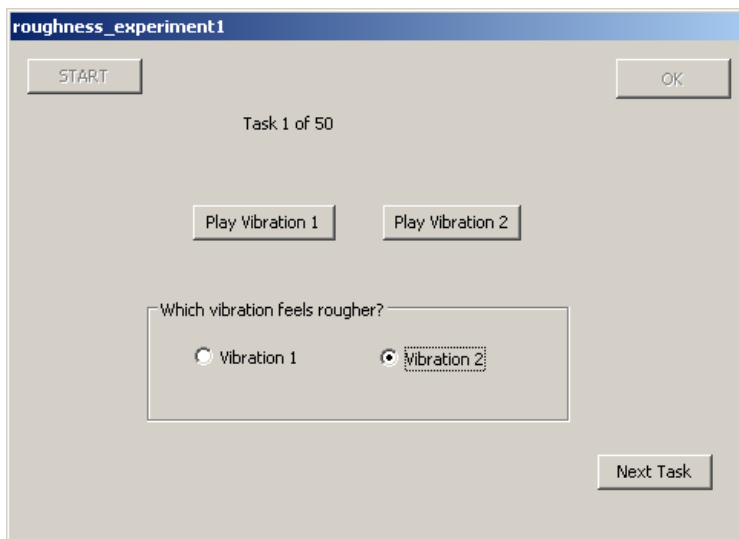 roughness_experiment1
START OK
Task 1 of 50
Play Vibration 1 Play Vibration 2
Which vibration feels rougher?
Vibration 1 Vibration 2
Next Task